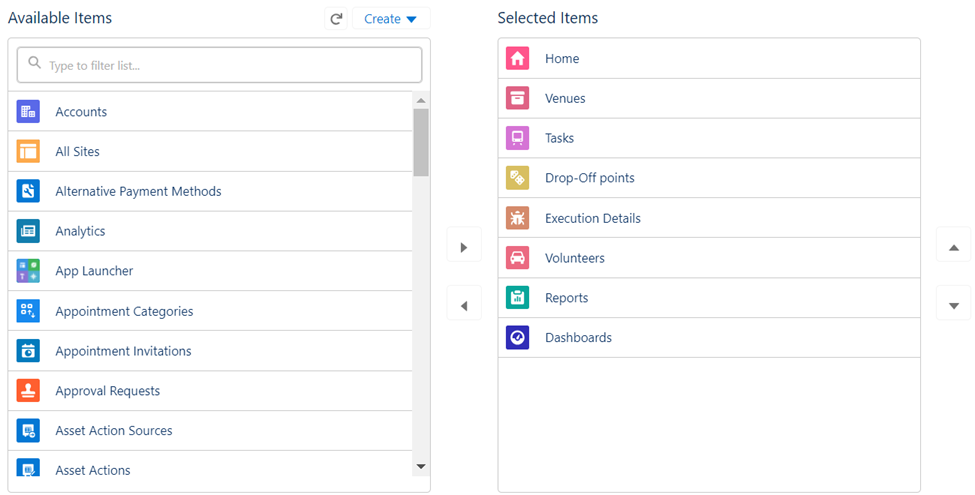 Available Items
Create
Type to filter list...
Accounts
All Sites
Alternative Payment Methods
Analytics
App Launcher
Appointment Categories
Appointment Invitations
Approval Requests
Asset Action Sources
Asset Actions
Selected Items
Home
Venues
Tasks
Drop-Off points
Execution Details
Volunteers
Reports
Dashboards